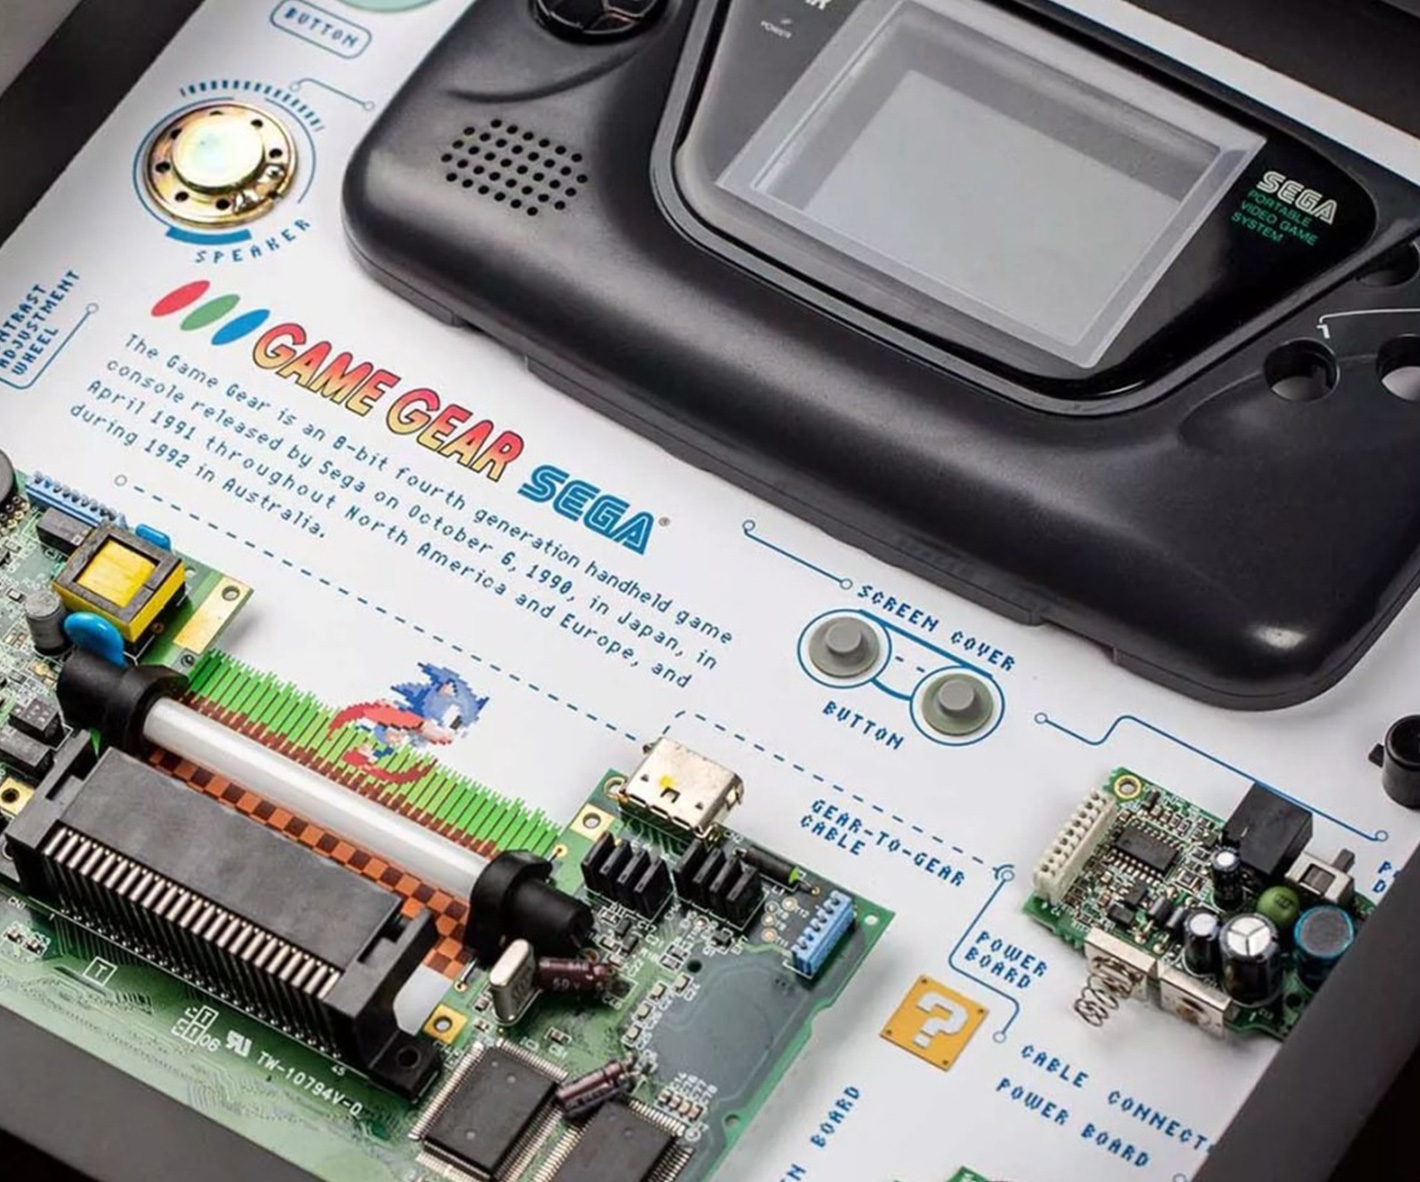 BUTTON
POWER
SPEAKER
SEGA
PORTABLE
VIDEO GAME
SYSTEM
ADJUSTMENT
WHEEL
GAME GEAR SEGA®
The Game Gear is an 8-bit fourth generation handheld game
console released by Sega on October 6, 1990, in Japan, in
April 1991 throughout North America and Europe, and
during 1992 in Australia.
SCREEN COVER
BUTTON
GEAR-TO-GEAR
CABLE
POWER
BOARD
?
CABLE
POWER BOARD
BOARD
1
T
06
TW-10794V-0